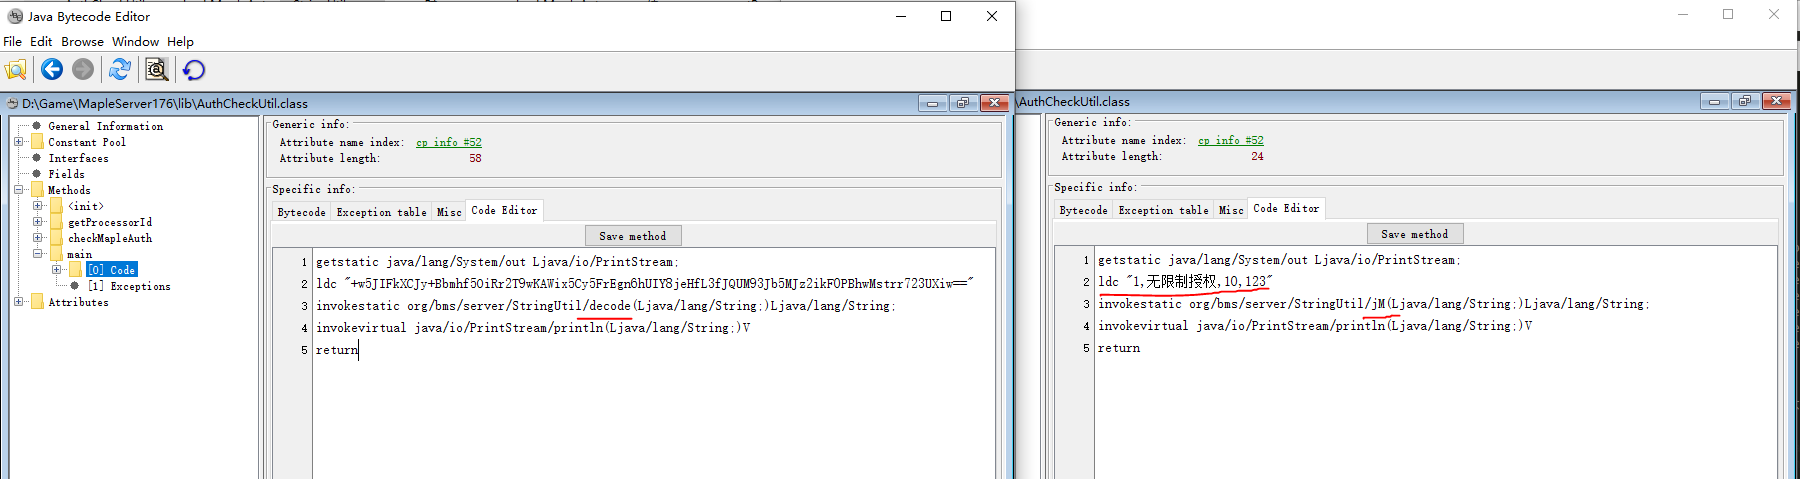 Java Bytecode Editor
File Edit Browse Window Help
D:\Game\MapleServer176\lib\AuthCheckUtil.class
General Information
Constant Pool
Interfaces
Fields
Methods
<init>
getProcessorId
checkMapleAuth
main
[0] Code
[1] Exceptions
Attributes
Generic info:
Attribute name index: cp info #52
Attribute length: 58
Specific info:
Bytecode Exception table Misc Code Editor
Save method
1 getstatic java/lang/System/out Ljava/io/PrintStream;
2 ldc "+w5JIFkXCJy+Bbmhf5OiRr2T9wKAWix5Cy5FrEgn6hUIY8jeHfL3fJQUM93Jb5MJz2ikFOPBhwMstrr723UXiw=="
3 invokestatic org/bms/server/StringUtil/decode(Ljava/lang/String;)Ljava/lang/String;
4 invokevirtual java/io/PrintStream/println(Ljava/lang/String;)V
5 return
\AuthCheckUtil.class
Generic info:
Attribute name index: cp info #52
Attribute length: 24
Specific info:
Bytecode Exception table Misc Code Editor
Save method
1 getstatic java/lang/System/out Ljava/io/PrintStream;
2 ldc "1,无限制授权,10,123"
3 invokestatic org/bms/server/StringUtil/jM(Ljava/lang/String;)Ljava/lang/String;
4 invokevirtual java/io/PrintStream/println(Ljava/lang/String;)V
5 return